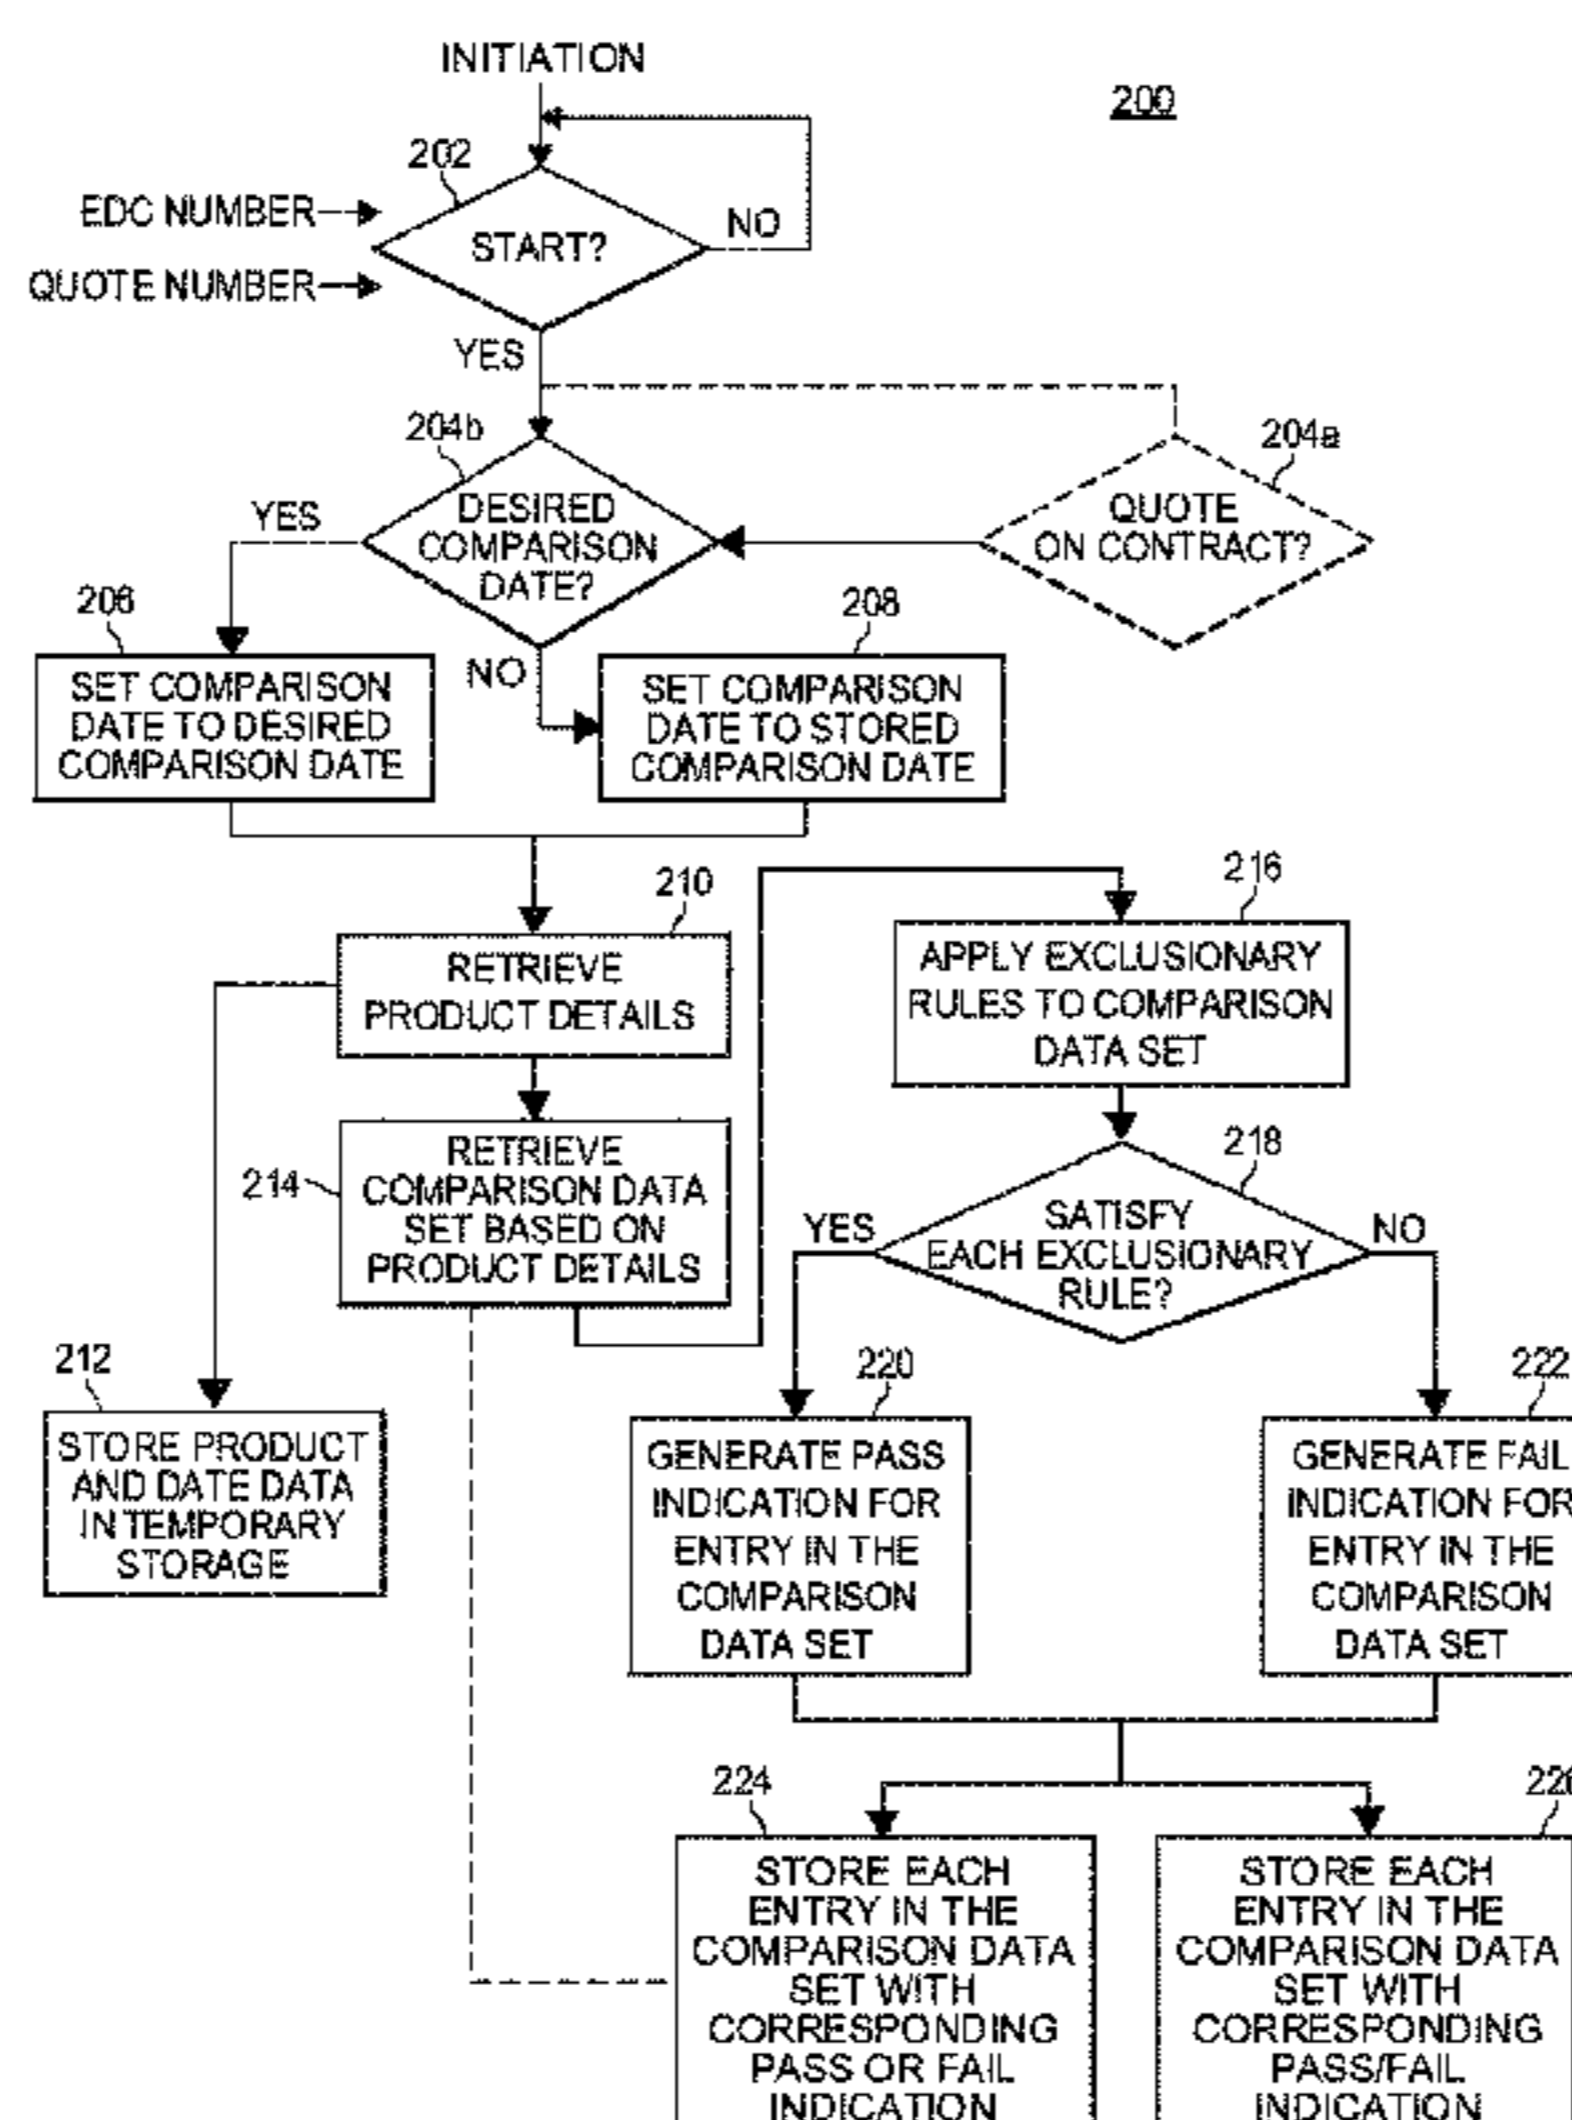 INITIATION
200
202
EDC NUMBER
START?
NO
QUOTE NUMBER
YES
204b
204a
YES
DESIRED
COMPARISON
DATE?
QUOTE
ON CONTRACT?
206
208
NO
SET COMPARISON
DATE TO DESIRED
COMPARISON DATE
SET COMPARISON
DATE TO STORED
COMPARISON DATE
210
216
RETRIEVE
PRODUCT DETAILS
APPLY EXCLUSIONARY
RULES TO COMPARISON
DATA SET
214
RETRIEVE
COMPARISON DATA
SET BASED ON
PRODUCT DETAILS
218
YES
SATISFY
EACH EXCLUSIONARY
RULE?
NO
212
220
222
STORE PRODUCT
AND DATE DATA
IN TEMPORARY
STORAGE
GENERATE PASS
INDICATION FOR
ENTRY IN THE
COMPARISON
DATA SET
GENERATE FAIL
INDICATION FOR
ENTRY IN THE
COMPARISON
DATA SET
224
STORE EACH
ENTRY IN THE
COMPARISON DATA
SET WITH
CORRESPONDING
PASS OR FAIL
INDICATION
STORE EACH
ENTRY IN THE
COMPARISON DATA
SET WITH
CORRESPONDING
PASS/FAIL
INDICATION